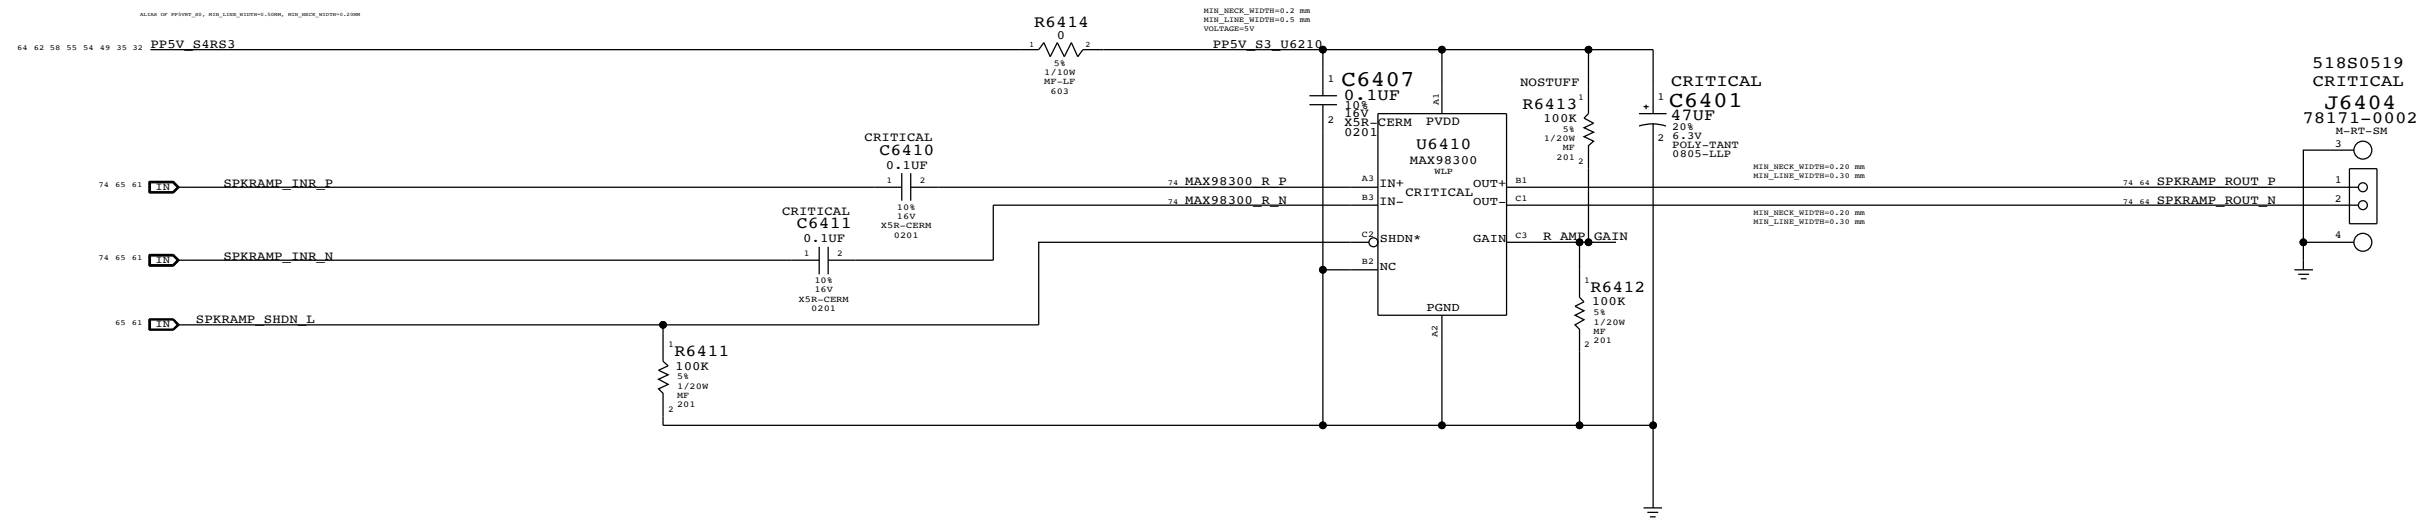 ALIAS OF PP5VRT_S0, MIN_LINE_WIDTH=0.50MM, MIN_NECK_WIDTH=0.20MM
64 62 58 55 54 49 35 32 PP5V_S4RS3
R6414
0
1 2
5%
1/10W
MF-LF
603
MIN_NECK_WIDTH=0.2 mm
MIN_LINE_WIDTH=0.5 mm
VOLTAGE=5V
PP5V_S3_U6210
1 C6407
0.1UF
10%
16V
2 X5R-CERM
0201
A1
PVDD
U6410
MAX98300
WLP
CRITICAL
A3 IN+
B3 IN-
C2 SHDN*
B2 NC
OUT+ B1
OUT- C1
GAIN C3
PGND
A2
NOSTUFF
R6413 1
100K
5%
1/20W
MF
201 2
CRITICAL
1 C6401
+ 47UF
20%
2 6.3V
POLY-TANT
0805-LLP
518S0519
CRITICAL
J6404
78171-0002
M-RT-SM
3
1
2
4
CRITICAL
C6410
0.1UF
1 2
10%
16V
X5R-CERM
0201
74 65 61 IN SPKRAMP_INR_P
74 MAX98300_R_P
74 MAX98300_R_N
MIN_NECK_WIDTH=0.20 mm
MIN_LINE_WIDTH=0.30 mm
74 64 SPKRAMP_ROUT_P
74 64 SPKRAMP_ROUT_N
MIN_NECK_WIDTH=0.20 mm
MIN_LINE_WIDTH=0.30 mm
CRITICAL
C6411
0.1UF
1 2
10%
16V
X5R-CERM
0201
74 65 61 IN SPKRAMP_INR_N
R_AMP_GAIN
1 R6412
100K
5%
1/20W
MF
2 201
65 61 IN SPKRAMP_SHDN_L
1 R6411
100K
5%
1/20W
MF
2 201